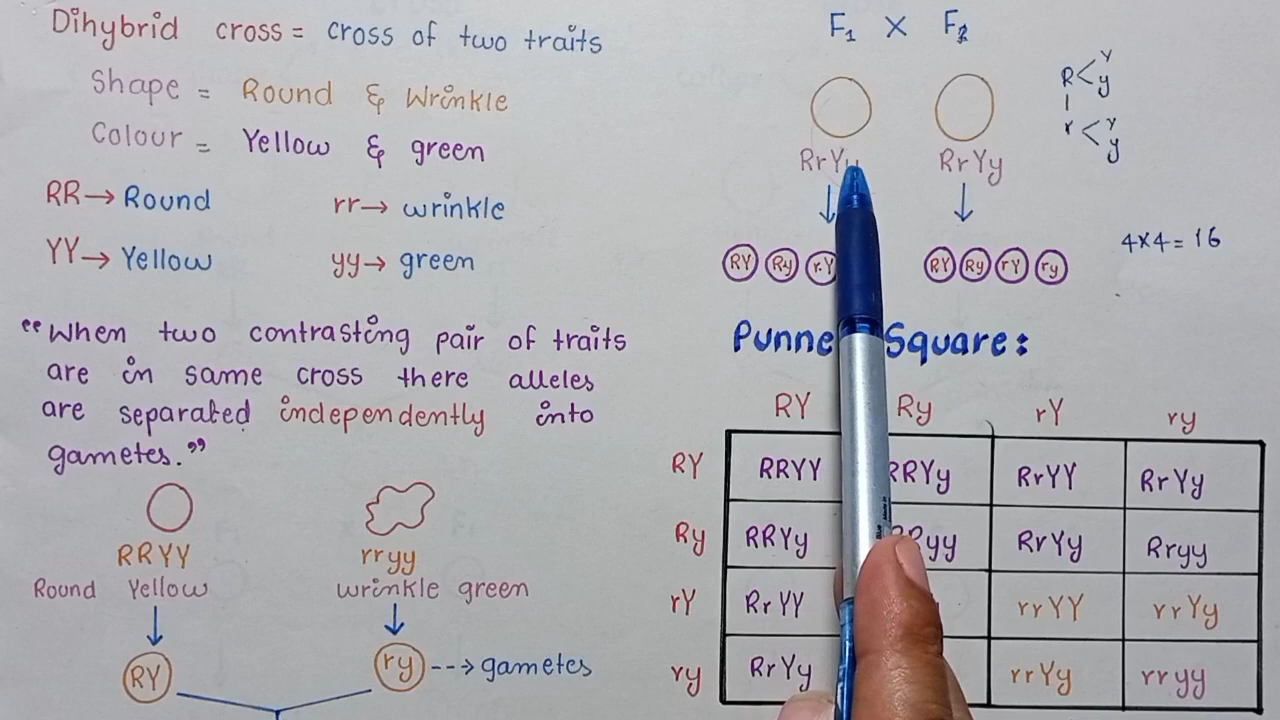 Dihybrid cross = cross of two traits
Shape = Round & Wrinkle
Colour = Yellow & green
RR → Round rr → wrinkle
YY → Yellow yy → green
"When two contrasting pair of traits
are in same cross there alleles
are separated independently into
gametes."
RRYY rryy
Round Yellow wrinkle green
RY ry ---> gametes
F1 X F
RrYy
R < Y
y
r < Y
y
RY Ry rY RY Ry rY ry
4×4 = 16
Square:
RY Ry rY ry
RY RRYY RRYy RrYY RrYy
Ry RRYy RRyy RrYy Rryy
rY RrYY rrYY rrYy
ry RrYy rrYy rryy